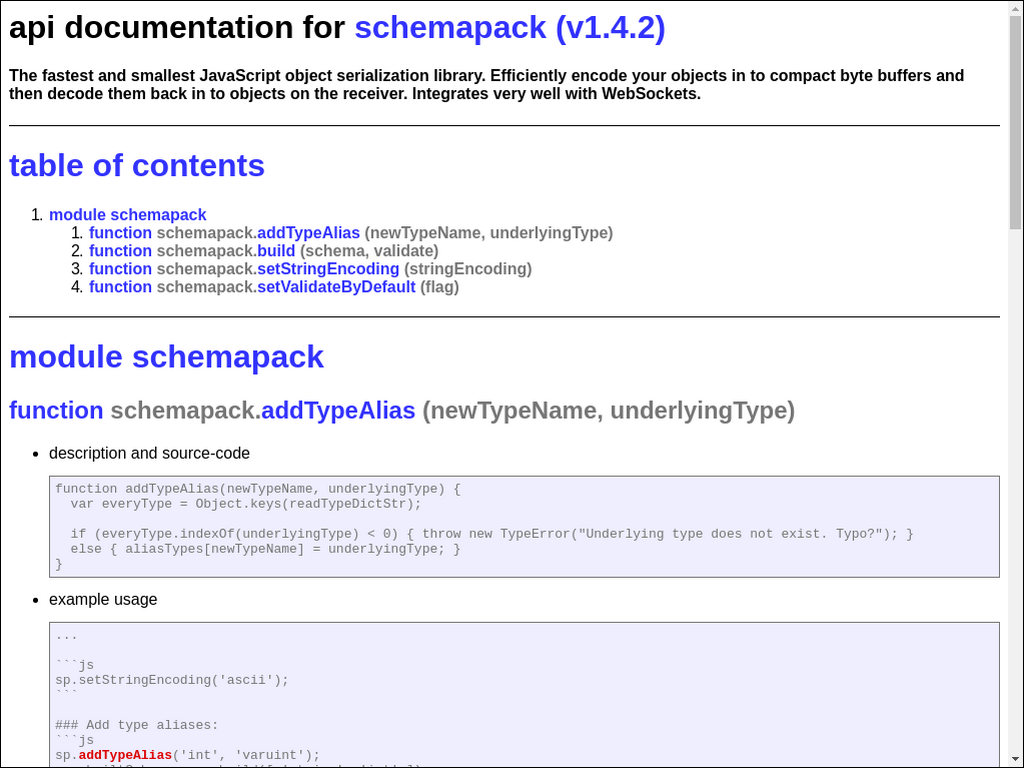 api documentation for schemapack (v1.4.2)
The fastest and smallest JavaScript object serialization library. Efficiently encode your objects in to compact byte buffers and
then decode them back in to objects on the receiver. Integrates very well with WebSockets.
table of contents
1. module schemapack
1. function schemapack.addTypeAlias (newTypeName, underlyingType)
2. function schemapack.build (schema, validate)
3. function schemapack.setStringEncoding (stringEncoding)
4. function schemapack.setValidateByDefault (flag)
module schemapack
function schemapack.addTypeAlias (newTypeName, underlyingType)
• description and source-code
function addTypeAlias(newTypeName, underlyingType) {
  var everyType = Object.keys(readTypeDictStr);
  if (everyType.indexOf(underlyingType) < 0) { throw new TypeError("Underlying type does not exist. Typo?"); }
  else { aliasTypes[newTypeName] = underlyingType; }
}
• example usage
...
```js
sp.setStringEncoding('ascii');
```
### Add type aliases:
```js
sp.addTypeAlias('int', 'varuint');